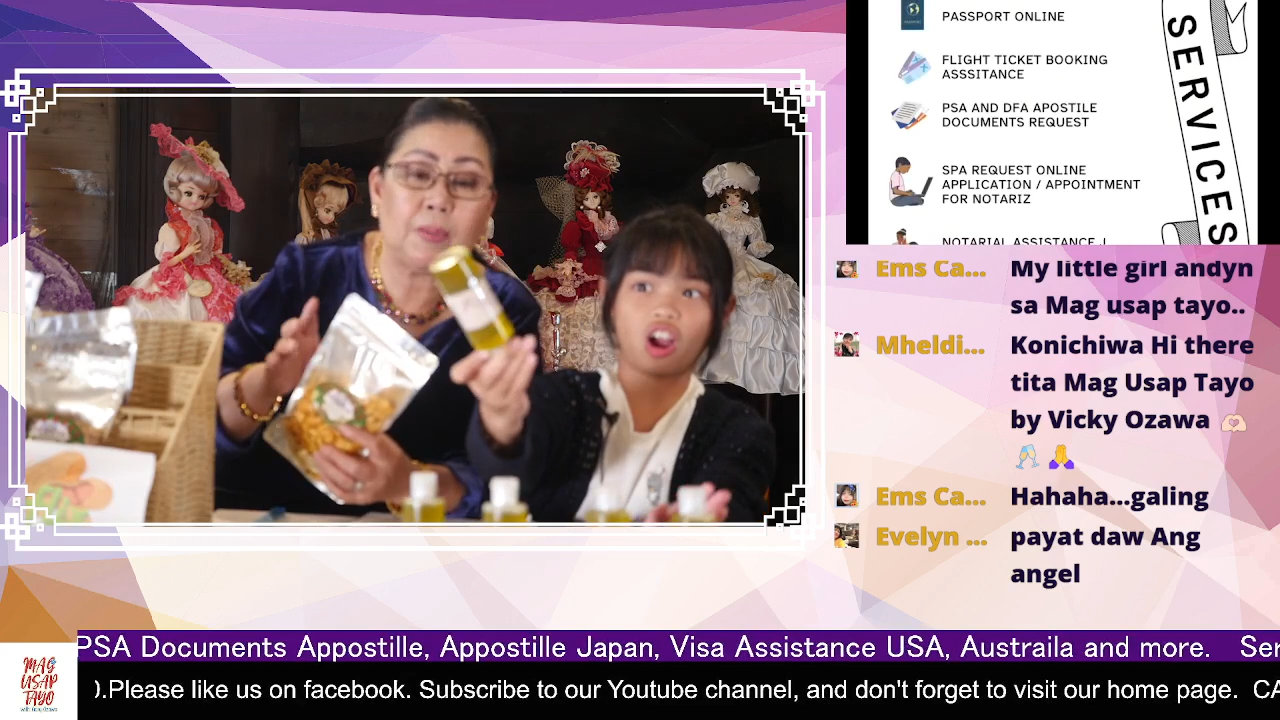 PASSPORT ONLINE
FLIGHT TICKET BOOKING
ASSSITANCE
PSA AND DFA APOSTILE
DOCUMENTS REQUEST
SPA REQUEST ONLINE
APPLICATION / APPOINTMENT
FOR NOTARIZ
NOTARIAL ASSISTANCE
SERVICES
Ems Ca... My little girl andyn
sa Mag usap tayo..
Mheldi... Konichiwa Hi there
tita Mag Usap Tayo
by Vicky Ozawa 🫶🏻
🥂 🙏
Ems Ca... Hahaha...galing
Evelyn ... payat daw Ang
angel
PSA Documents Appostille, Appostille Japan, Visa Assistance USA, Austraila and more. Ser
MAG
USAP
TAYO
).Please like us on facebook. Subscribe to our Youtube channel, and don't forget to visit our home page. CA